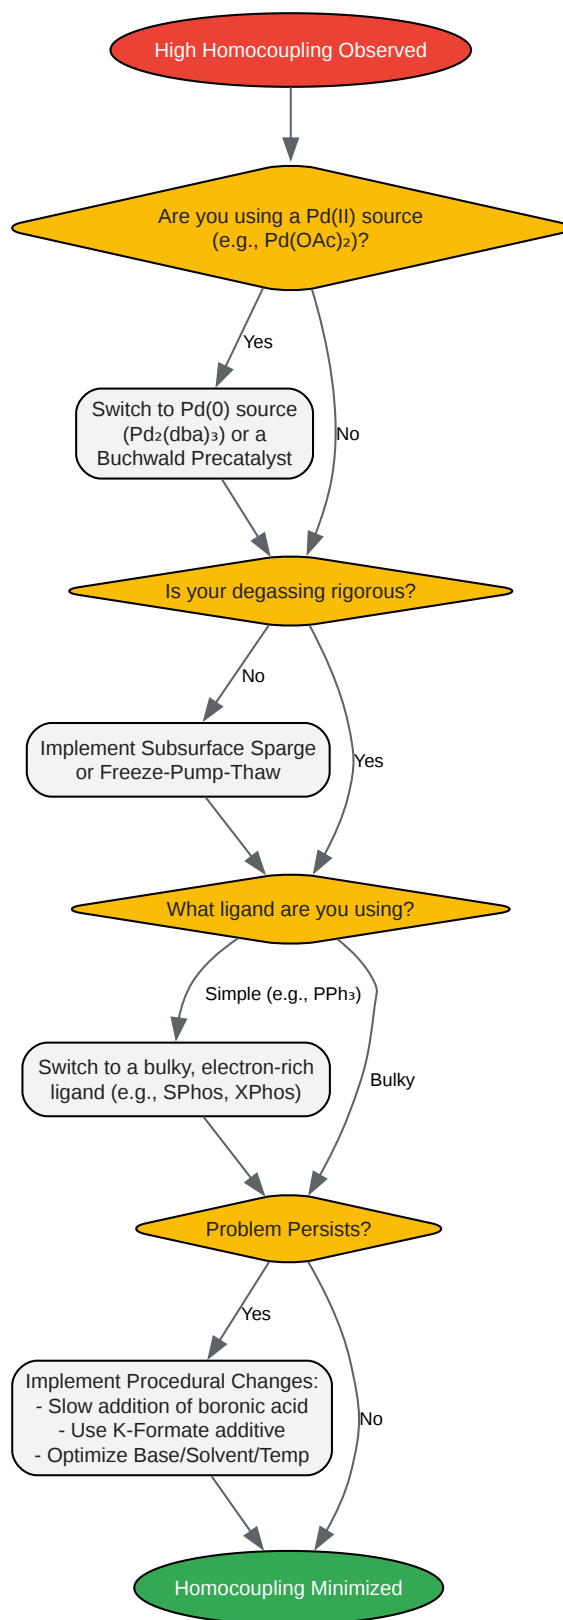 High Homocoupling Observed
Are you using a Pd(II) source
(e.g., Pd(OAc)₂)?
Yes
No
Switch to Pd(0) source
(Pd₂(dba)₃) or a
Buchwald Precatalyst
Is your degassing rigorous?
No
Yes
Implement Subsurface Sparge
or Freeze-Pump-Thaw
What ligand are you using?
Simple (e.g., PPh₃)
Bulky
Switch to a bulky, electron-rich
ligand (e.g., SPhos, XPhos)
Problem Persists?
Yes
No
Implement Procedural Changes:
- Slow addition of boronic acid
- Use K-Formate additive
- Optimize Base/Solvent/Temp
Homocoupling Minimized